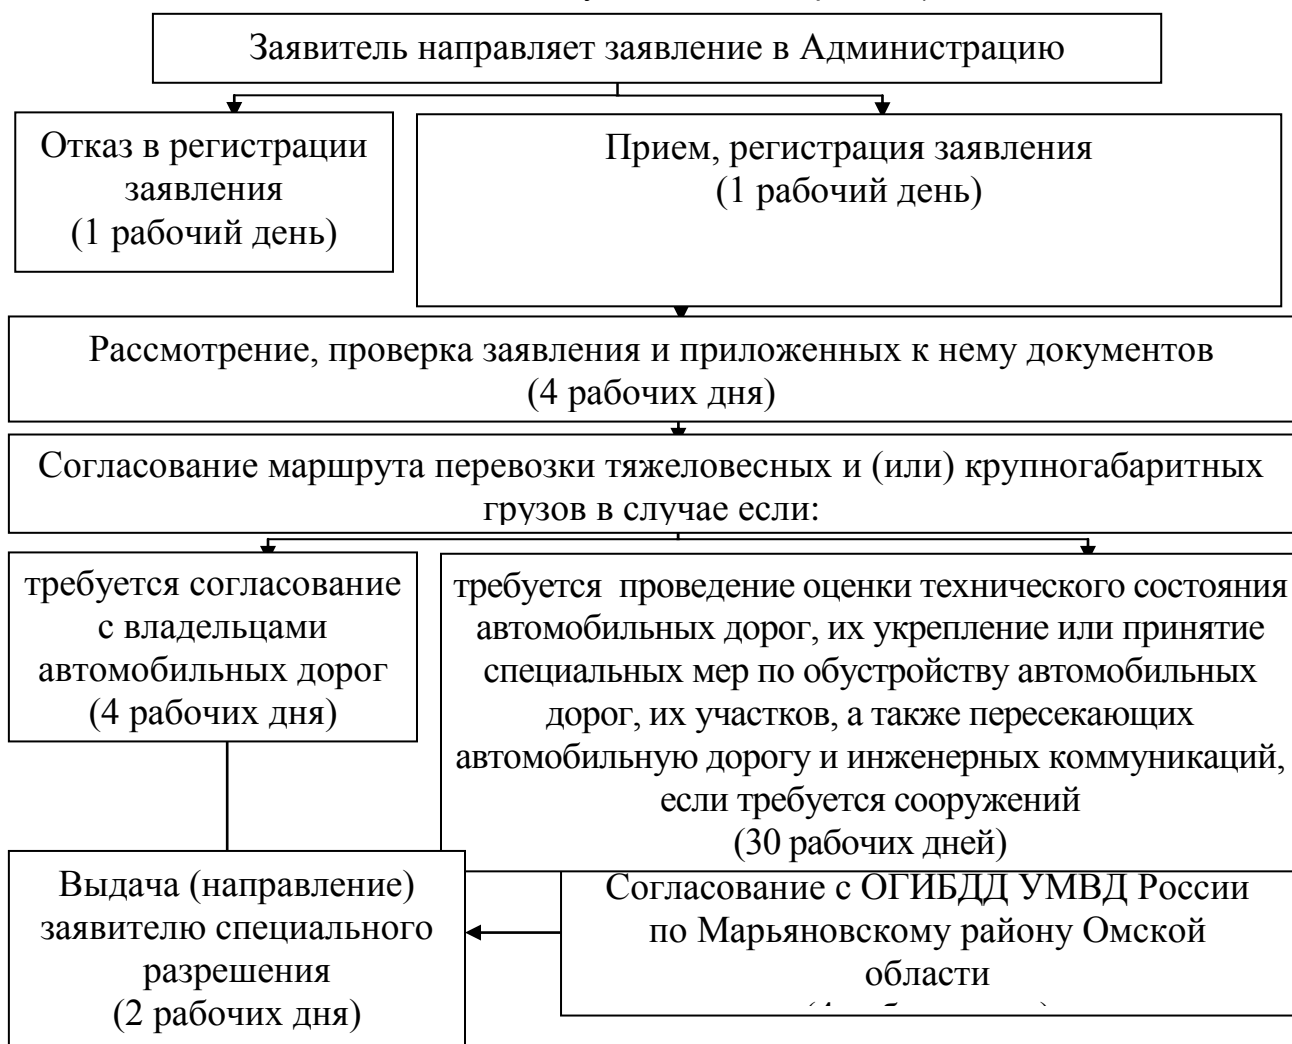 Заявитель направляет заявление в Администрацию
Отказ в регистрации
заявления
(1 рабочий день)
Прием, регистрация заявления
(1 рабочий день)
Рассмотрение, проверка заявления и приложенных к нему документов
(4 рабочих дня)
Согласование маршрута перевозки тяжеловесных и (или) крупногабаритных
грузов в случае если:
требуется согласование
с владельцами
автомобильных дорог
(4 рабочих дня)
требуется  проведение оценки технического состояния
автомобильных дорог, их укрепление или принятие
специальных мер по обустройству автомобильных
дорог, их участков, а также пересекающих
автомобильную дорогу и инженерных коммуникаций,
если требуется сооружений
(30 рабочих дней)
Выдача (направление)
заявителю специального
разрешения
(2 рабочих дня)
Согласование с ОГИБДД УМВД России
по Марьяновскому району Омской
области